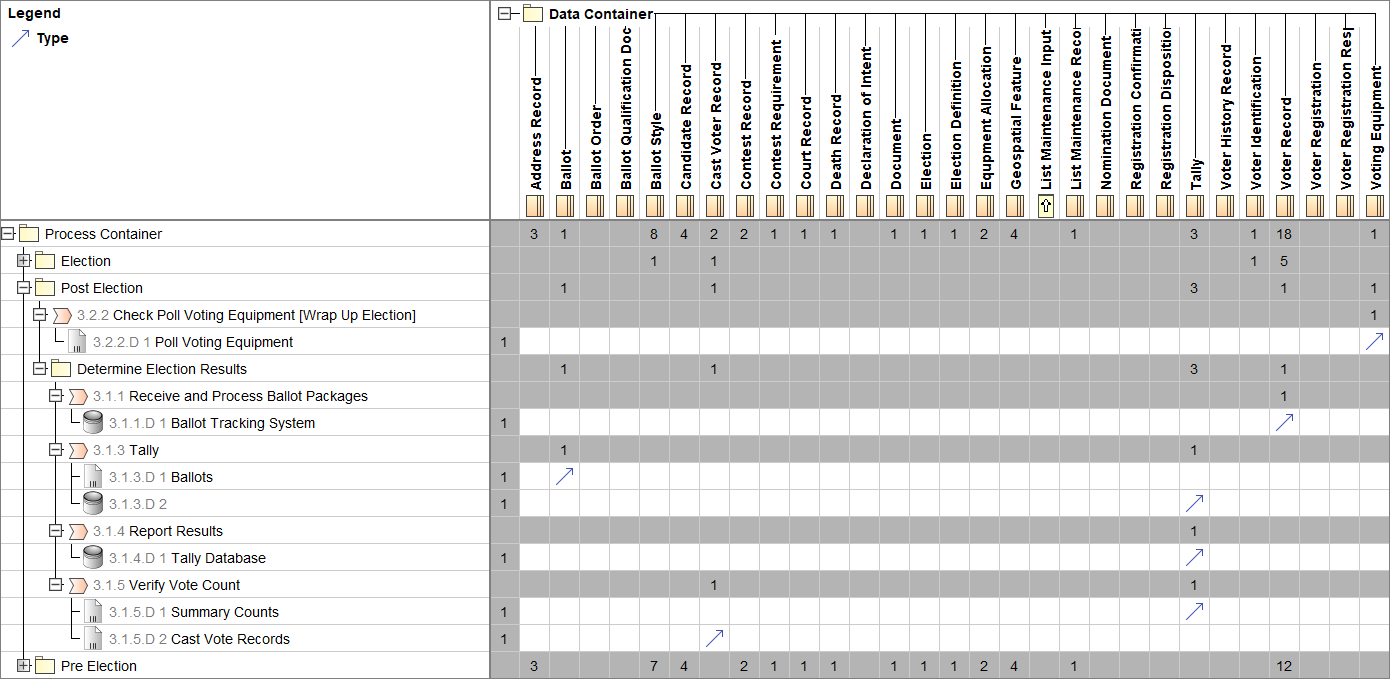 Legend
Type
Data Container
Address Record
Ballot
Ballot Order
Ballot Qualification Doc
Ballot Style
Candidate Record
Cast Voter Record
Contest Record
Contest Requirement
Court Record
Death Record
Declaration of Intent
Document
Election
Election Definition
Equpment Allocation
Geospatial Feature
List Maintenance Input
List Maintenance Reco
Nomination Document
Registration Confirmati
Registration Disposition
Tally
Voter History Record
Voter Identification
Voter Record
Voter Registration
Voter Registration Resp
Voting Equipment
Process Container 3 1 8 4 2 2 1 1 1 1 1 1 2 4 1 3 1 18 1
Election 1 1 1 5
Post Election 1 1 3 1 1
3.2.2 Check Poll Voting Equipment [Wrap Up Election] 1
3.2.2.D 1 Poll Voting Equipment 1
Determine Election Results 1 1 3 1
3.1.1 Receive and Process Ballot Packages 1
3.1.1.D 1 Ballot Tracking System 1
3.1.3 Tally 1 1
3.1.3.D 1 Ballots 1
3.1.3.D 2 1
3.1.4 Report Results 1
3.1.4.D 1 Tally Database 1
3.1.5 Verify Vote Count 1 1
3.1.5.D 1 Summary Counts 1
3.1.5.D 2 Cast Vote Records 1
Pre Election 3 7 4 2 1 1 1 1 1 1 2 4 1 12